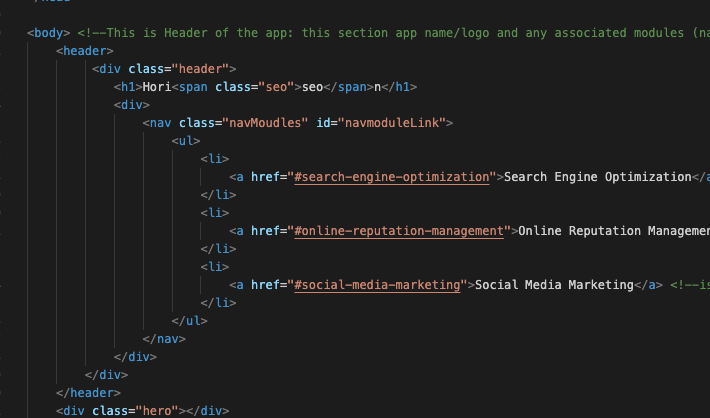 <body> <!--This is Header of the app: this section app name/logo and any associated modules (na
<header>
<div class="header">
<h1>Hori<span class="seo">seo</span>n</h1>
<div>
<nav class="navMoudles" id="navmoduleLink">
<ul>
<li>
<a href="#search-engine-optimization">Search Engine Optimization</a
</li>
<li>
<a href="#online-reputation-management">Online Reputation Managemen
</li>
<li>
<a href="#social-media-marketing">Social Media Marketing</a> <!--is
</li>
</ul>
</nav>
</div>
</div>
</header>
<div class="hero"></div>